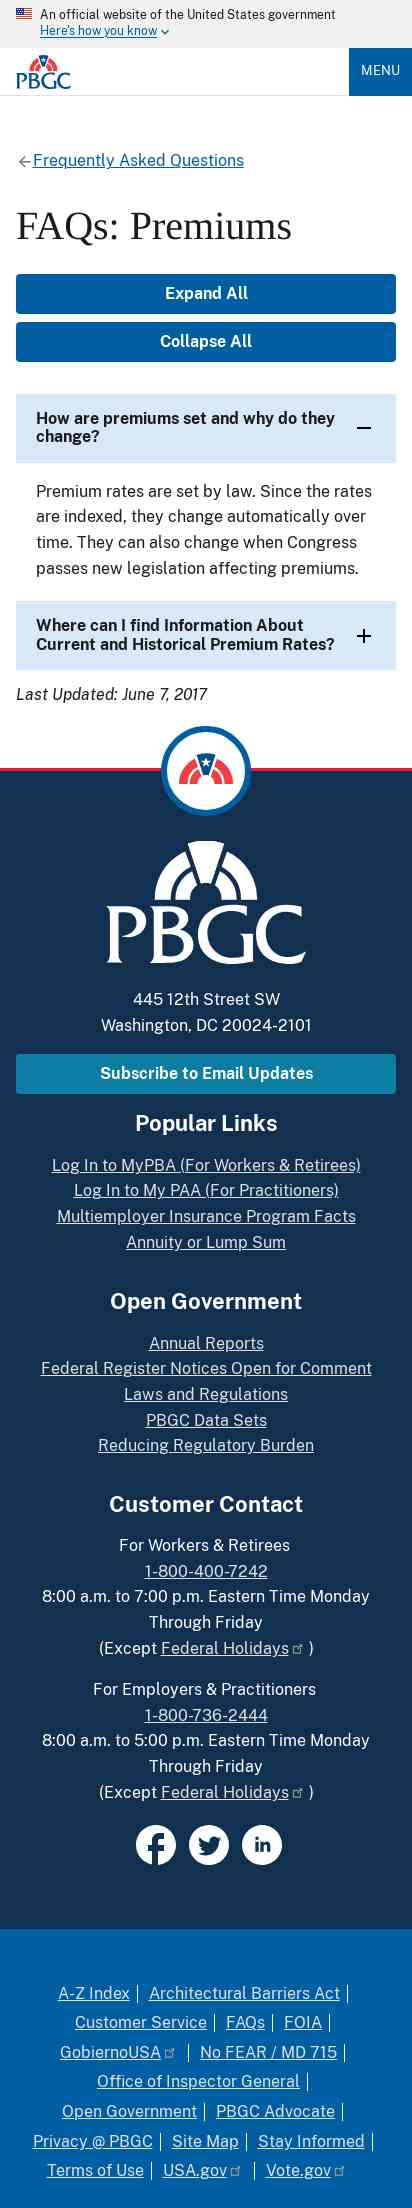 An official website of the United States government
Here's how you know
PBGC
MENU
Frequently Asked Questions
FAQs: Premiums
Expand All
Collapse All
How are premiums set and why do they
change?
Premium rates are set by law. Since the rates
are indexed, they change automatically over
time. They can also change when Congress
passes new legislation affecting premiums.
Where can I find Information About
Current and Historical Premium Rates?
Last Updated: June 7, 2017
PBGC
445 12th Street SW
Washington, DC 20024-2101
Subscribe to Email Updates
Popular Links
Log In to MyPBA (For Workers & Retirees)
Log In to My PAA (For Practitioners)
Multiemployer Insurance Program Facts
Annuity or Lump Sum
Open Government
Annual Reports
Federal Register Notices Open for Comment
Laws and Regulations
PBGC Data Sets
Reducing Regulatory Burden
Customer Contact
For Workers & Retirees
1-800-400-7242
8:00 a.m. to 7:00 p.m. Eastern Time Monday
Through Friday
(Except Federal Holidays )
For Employers & Practitioners
1-800-736-2444
8:00 a.m. to 5:00 p.m. Eastern Time Monday
Through Friday
(Except Federal Holidays )
A-Z Index | Architectural Barriers Act |
Customer Service | FAQs | FOIA |
GobiernoUSA | No FEAR / MD 715 |
Office of Inspector General |
Open Government | PBGC Advocate |
Privacy @ PBGC | Site Map | Stay Informed |
Terms of Use | USA.gov | Vote.gov